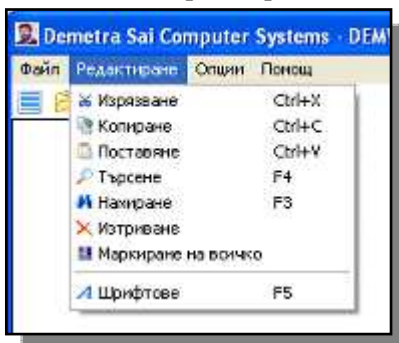 Demetra Sai Computer Systems - DEM
Файл Редактиране Опции Помощ
Изрязване Ctrl+X
Копиране Ctrl+C
Поставяне Ctrl+V
Търсене F4
Намиране F3
Изтриване
Маркиране на всичко
Шрифтове F5